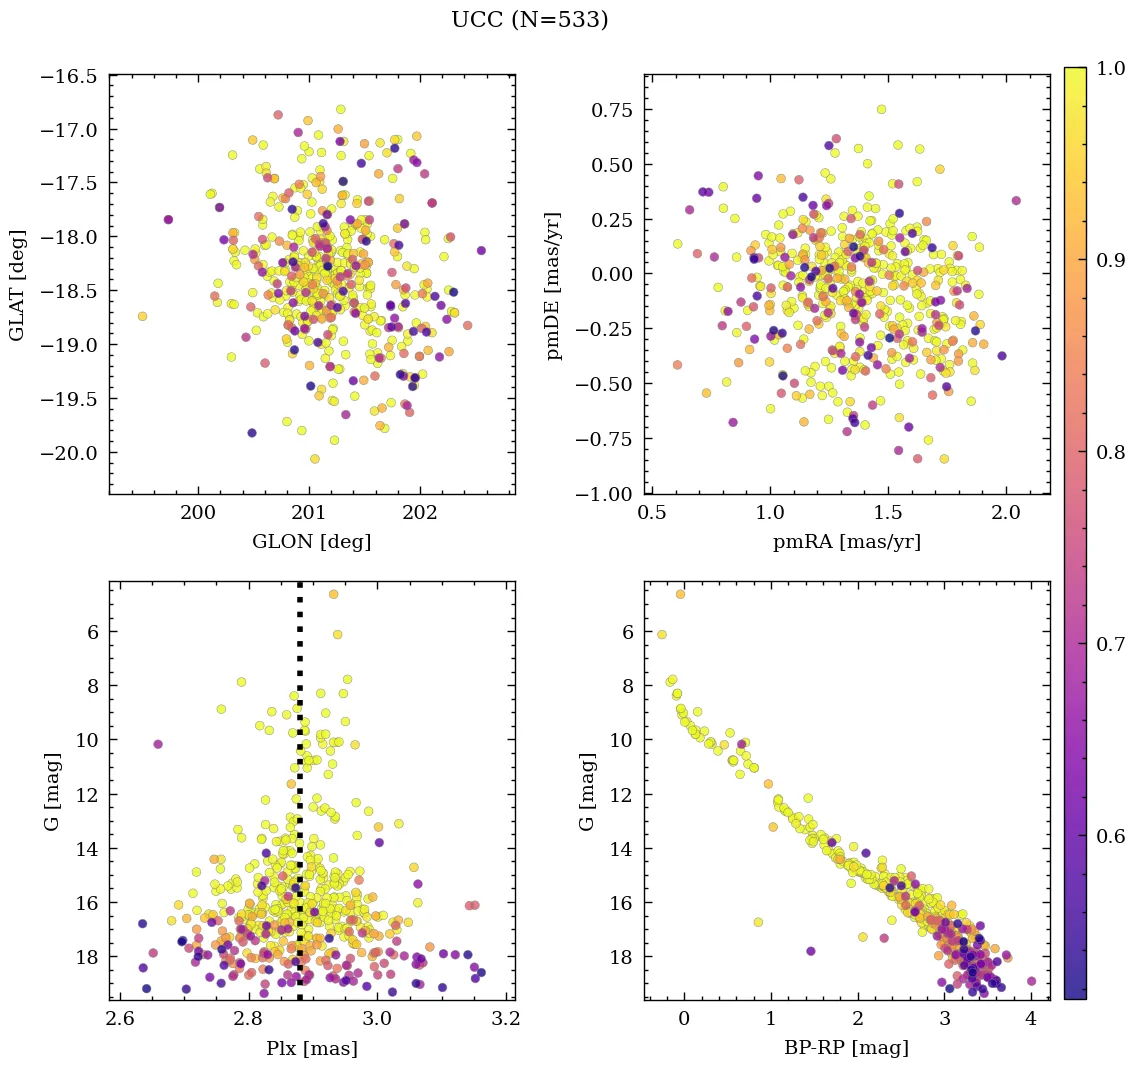 UCC (N=533)
−16.5
−17.0
−17.5
−18.0
−18.5
−19.0
−19.5
−20.0
GLAT [deg]
200 201 202
GLON [deg]
0.75
0.50
0.25
0.00
−0.25
−0.50
−0.75
−1.00
pmDE [mas/yr]
0.5 1.0 1.5 2.0
pmRA [mas/yr]
6
8
10
12
14
16
18
G [mag]
2.6 2.8 3.0 3.2
Plx [mas]
6
8
10
12
14
16
18
G [mag]
0 1 2 3 4
BP-RP [mag]
1.0
0.9
0.8
0.7
0.6